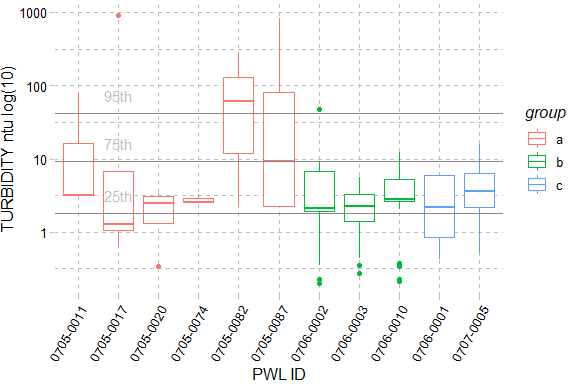 1000
100
10
1
TURBIDITY ntu log(10)
95th
75th
25th
0705-0011
0705-0017
0705-0020
0705-0074
0705-0082
0705-0087
0706-0002
0706-0003
0706-0010
0706-0001
0707-0005
PWL ID
group
a
b
c